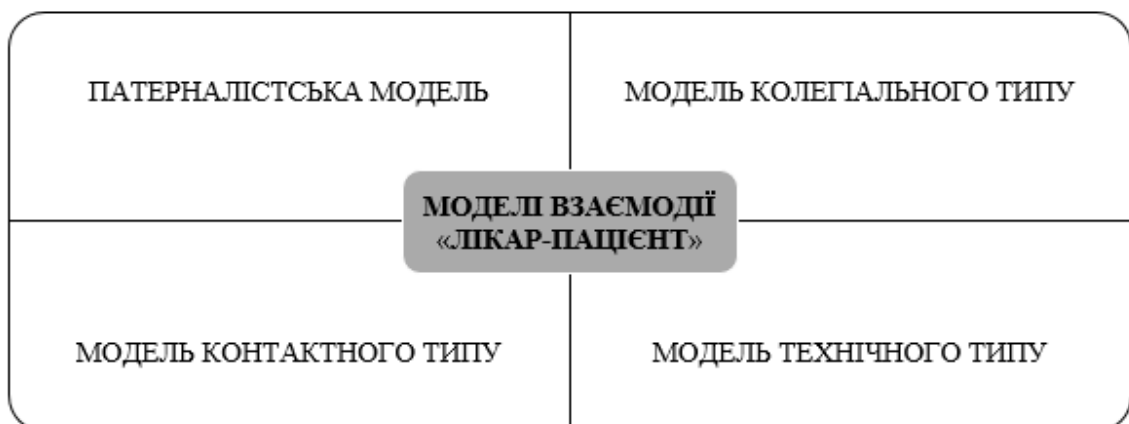 ПАТЕРНАЛІСТСЬКА МОДЕЛЬ
МОДЕЛЬ КОЛЕГІАЛЬНОГО ТИПУ
МОДЕЛІ ВЗАЄМОДІЇ
«ЛІКАР-ПАЦІЄНТ»
МОДЕЛЬ КОНТАКТНОГО ТИПУ
МОДЕЛЬ ТЕХНІЧНОГО ТИПУ